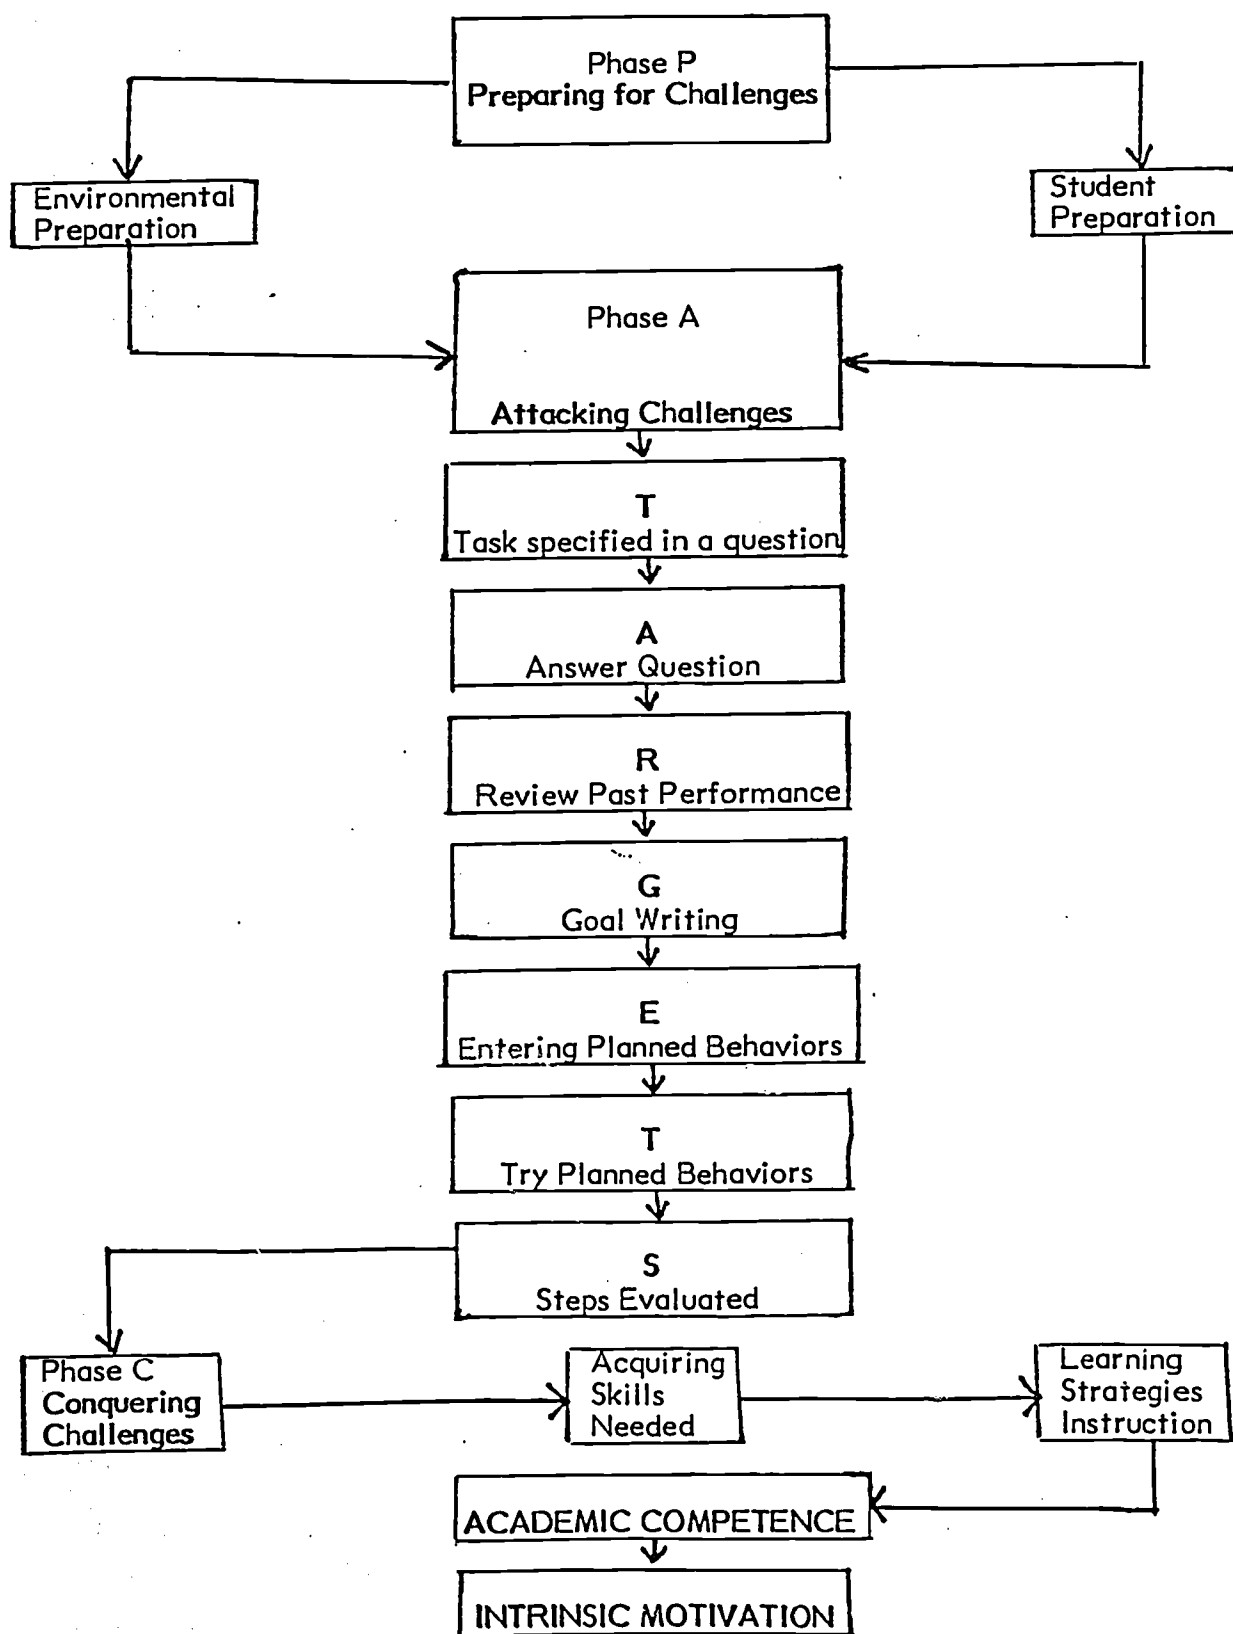 Phase P
Preparing for Challenges
Environmental
Preparation
Student
Preparation
Phase A
Attacking Challenges
T
Task specified in a question
A
Answer Question
R
Review Past Performance
G
Goal Writing
E
Entering Planned Behaviors
T
Try Planned Behaviors
S
Steps Evaluated
Phase C
Conquering
Challenges
Acquiring
Skills
Needed
Learning
Strategies
Instruction
ACADEMIC COMPETENCE
INTRINSIC MOTIVATION